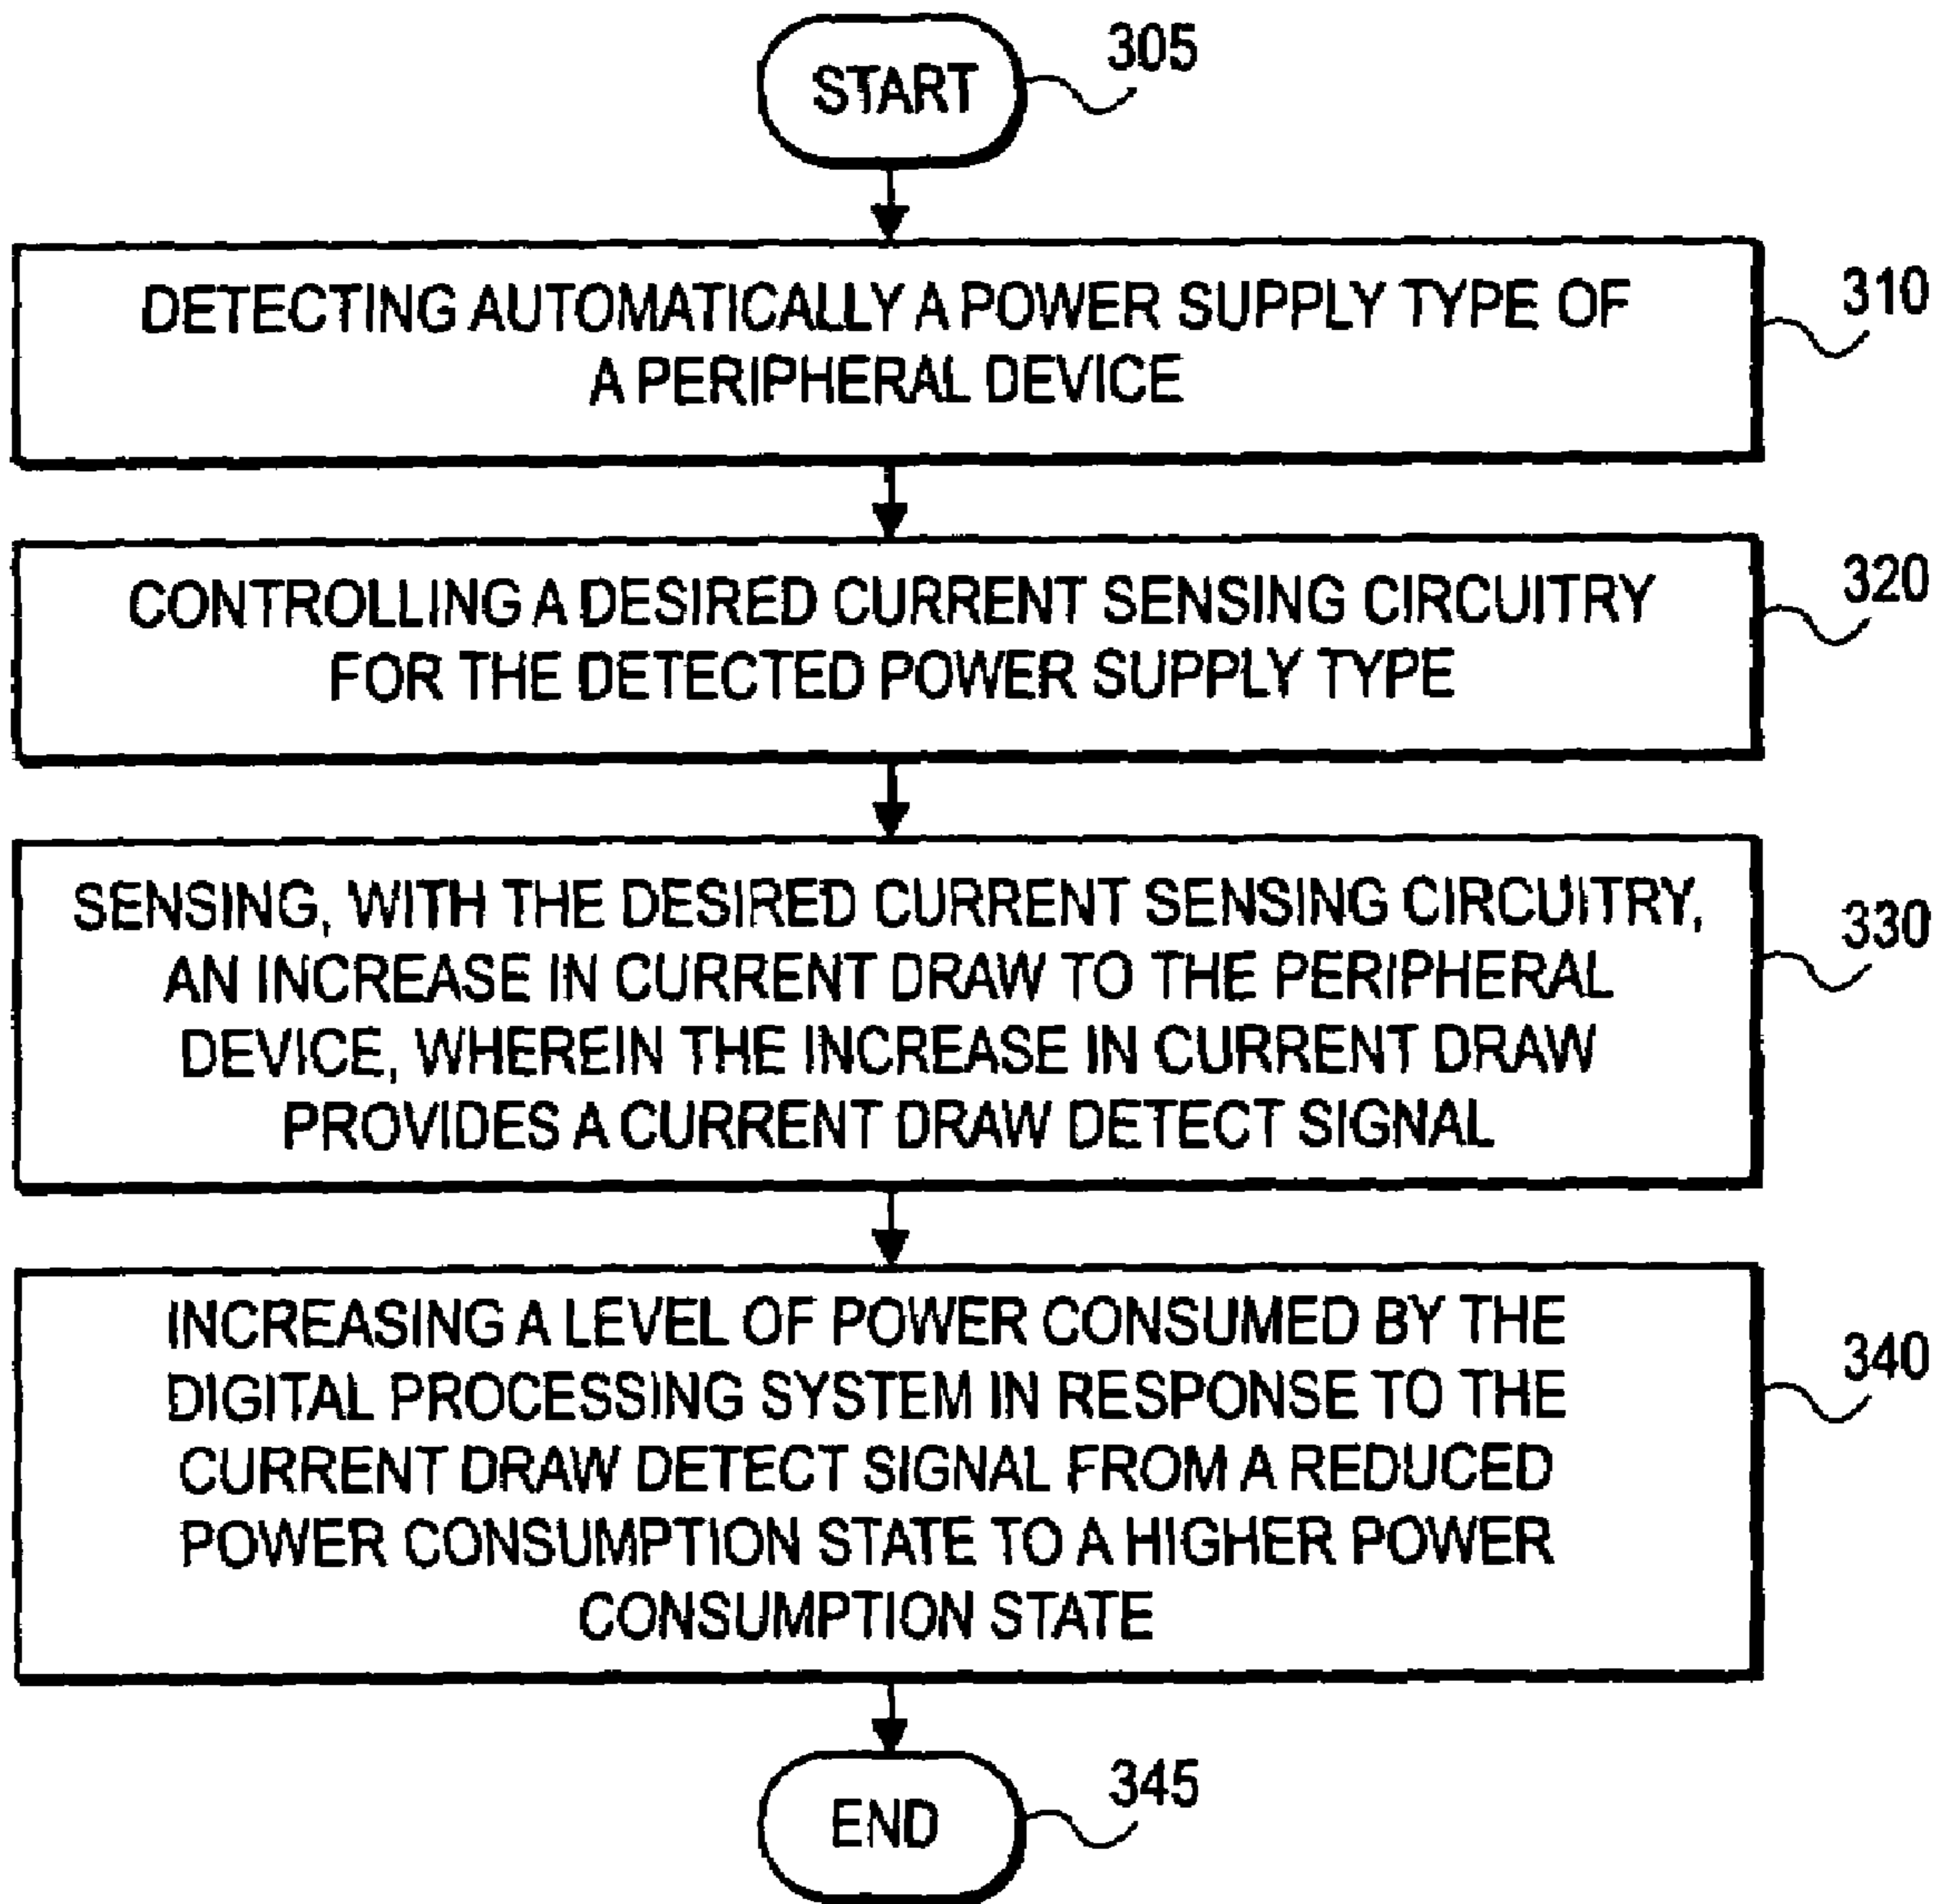 START
305
DETECTING AUTOMATICALLY A POWER SUPPLY TYPE OF
A PERIPHERAL DEVICE
310
CONTROLLING A DESIRED CURRENT SENSING CIRCUITRY
FOR THE DETECTED POWER SUPPLY TYPE
320
SENSING, WITH THE DESIRED CURRENT SENSING CIRCUITRY,
AN INCREASE IN CURRENT DRAW TO THE PERIPHERAL
DEVICE, WHEREIN THE INCREASE IN CURRENT DRAW
PROVIDES A CURRENT DRAW DETECT SIGNAL
330
INCREASING A LEVEL OF POWER CONSUMED BY THE
DIGITAL PROCESSING SYSTEM IN RESPONSE TO THE
CURRENT DRAW DETECT SIGNAL FROM A REDUCED
POWER CONSUMPTION STATE TO A HIGHER POWER
CONSUMPTION STATE
340
END
345